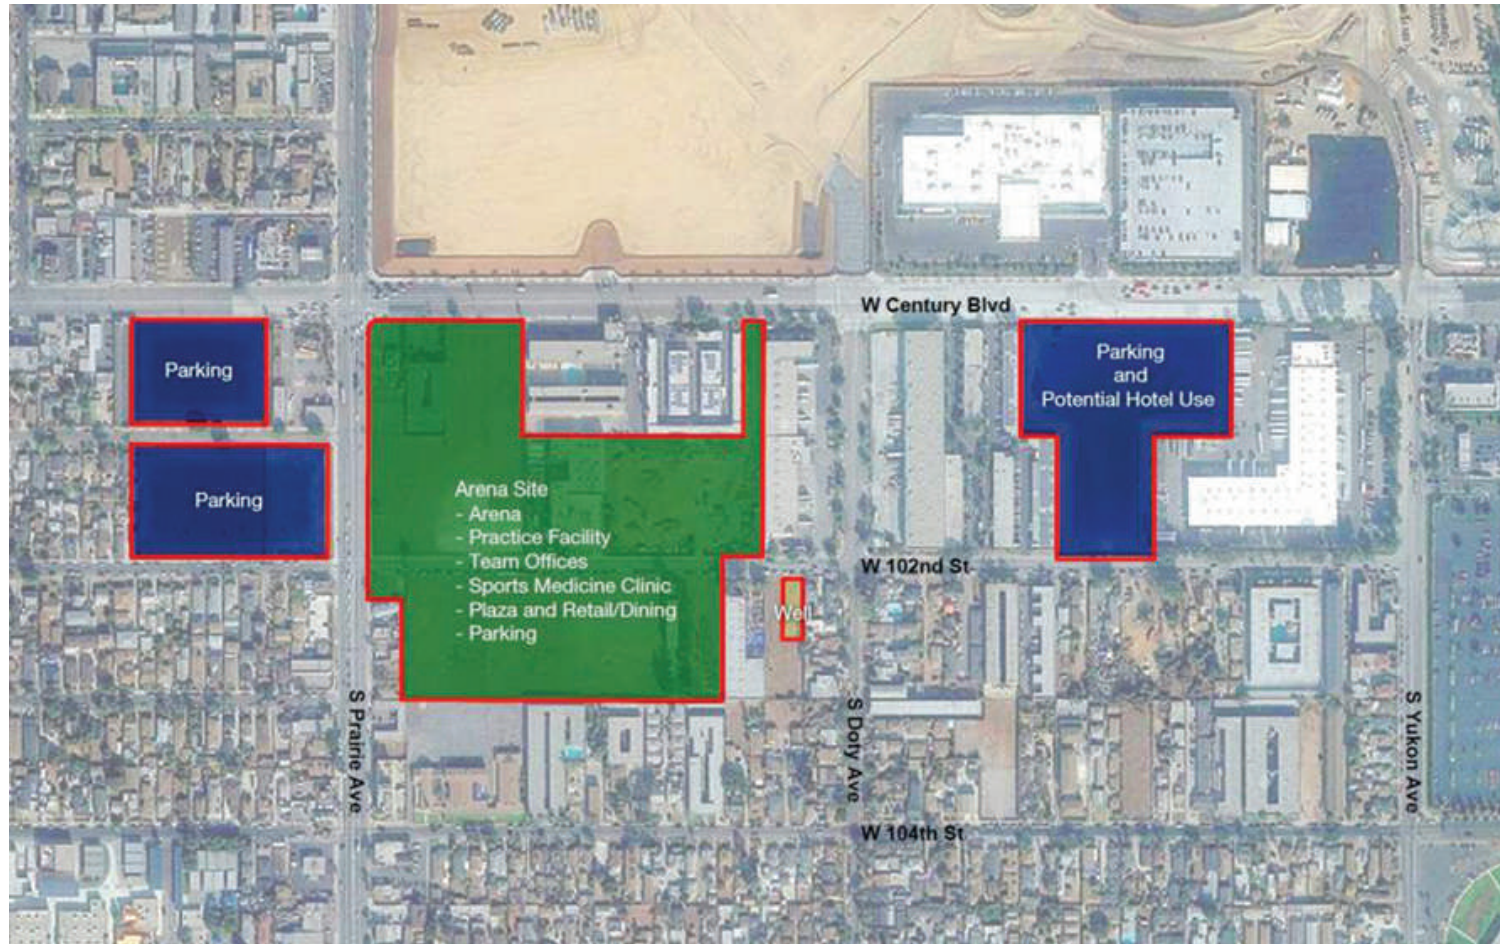 W Century Blvd
Parking
Parking
and
Potential Hotel Use
Parking
Arena Site
- Arena
- Practice Facility
- Team Offices
- Sports Medicine Clinic
- Plaza and Retail/Dining
- Parking
W 102nd St
Well
S Prairie Ave
S Doty Ave
S Yukon Ave
W 104th St